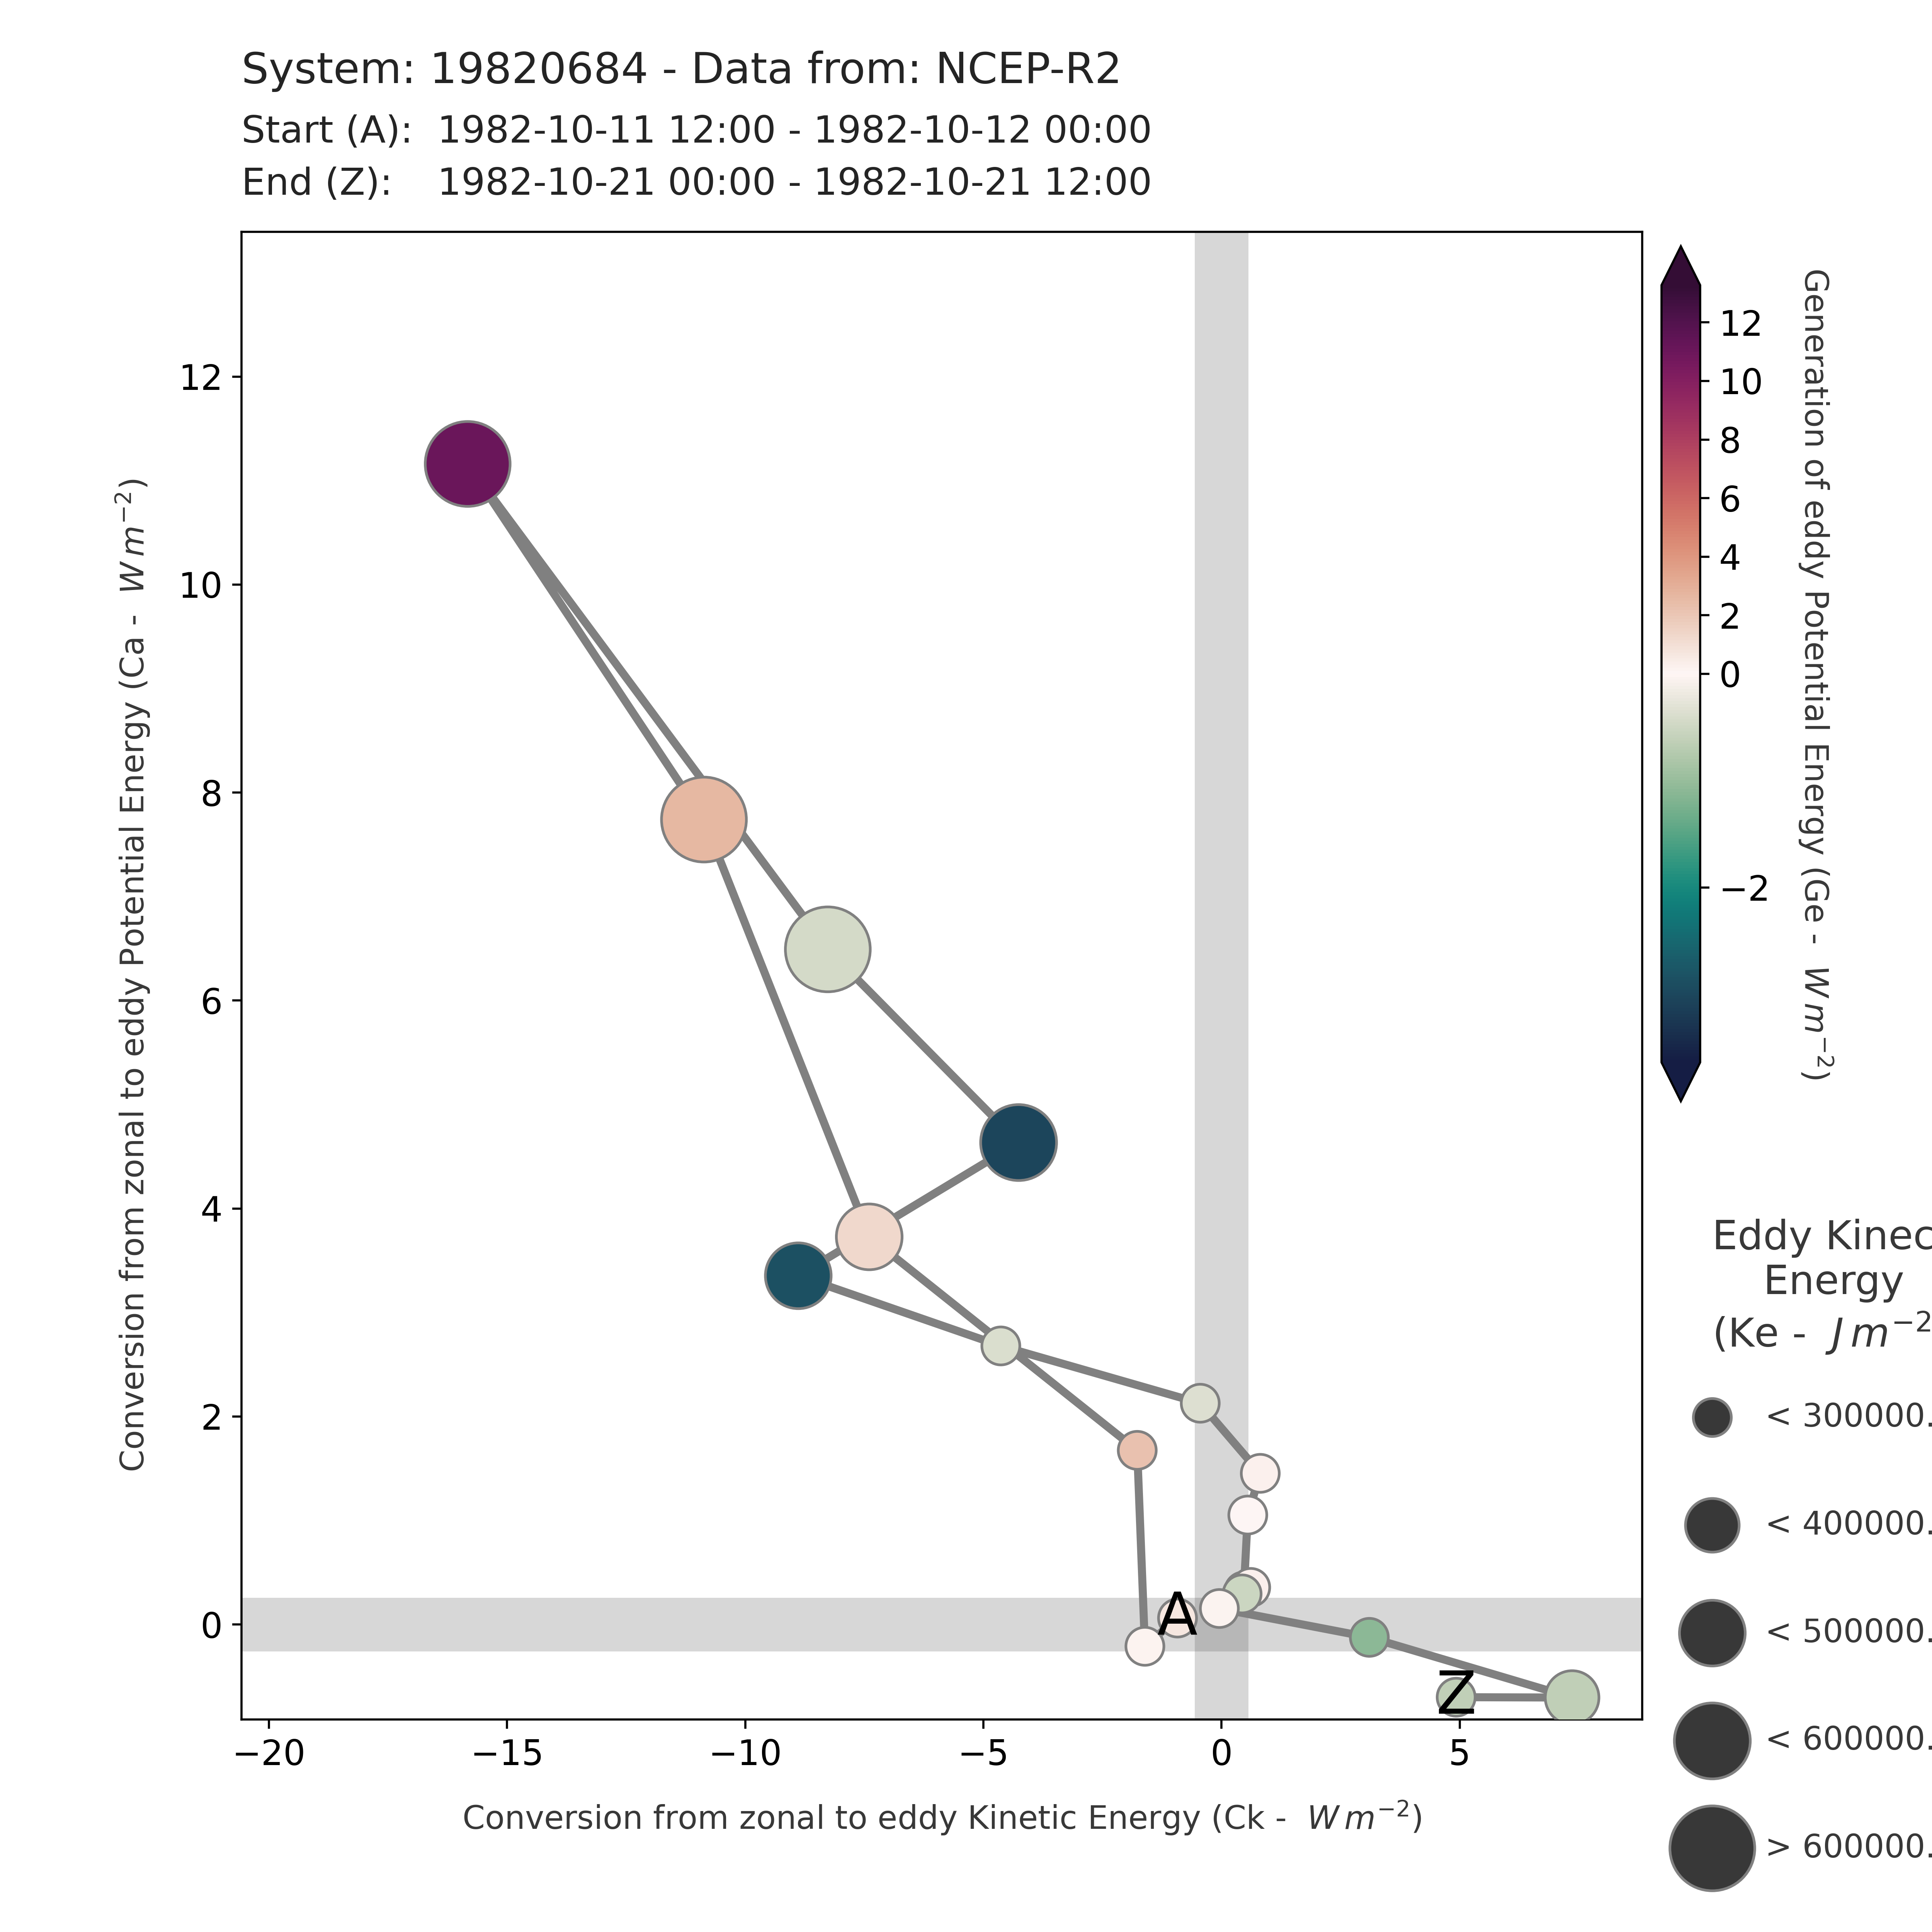 System: 19820684 - Data from: NCEP-R2
Start (A): 1982-10-11 12:00 - 1982-10-12 00:00
End (Z): 1982-10-21 00:00 - 1982-10-21 12:00
Conversion from zonal to eddy Potential Energy (Ca - W m⁻²)
12
10
8
6
4
2
0
A
Z
−20
−15
−10
−5
0
5
Conversion from zonal to eddy Kinetic Energy (Ck - W m⁻²)
12
10
8
6
4
2
0
−2
Generation of eddy Potential Energy (Ge - W m⁻²)
Eddy Kinec
Energy
(Ke - J m⁻²
< 300000.
< 400000.
< 500000.
< 600000.
> 600000.